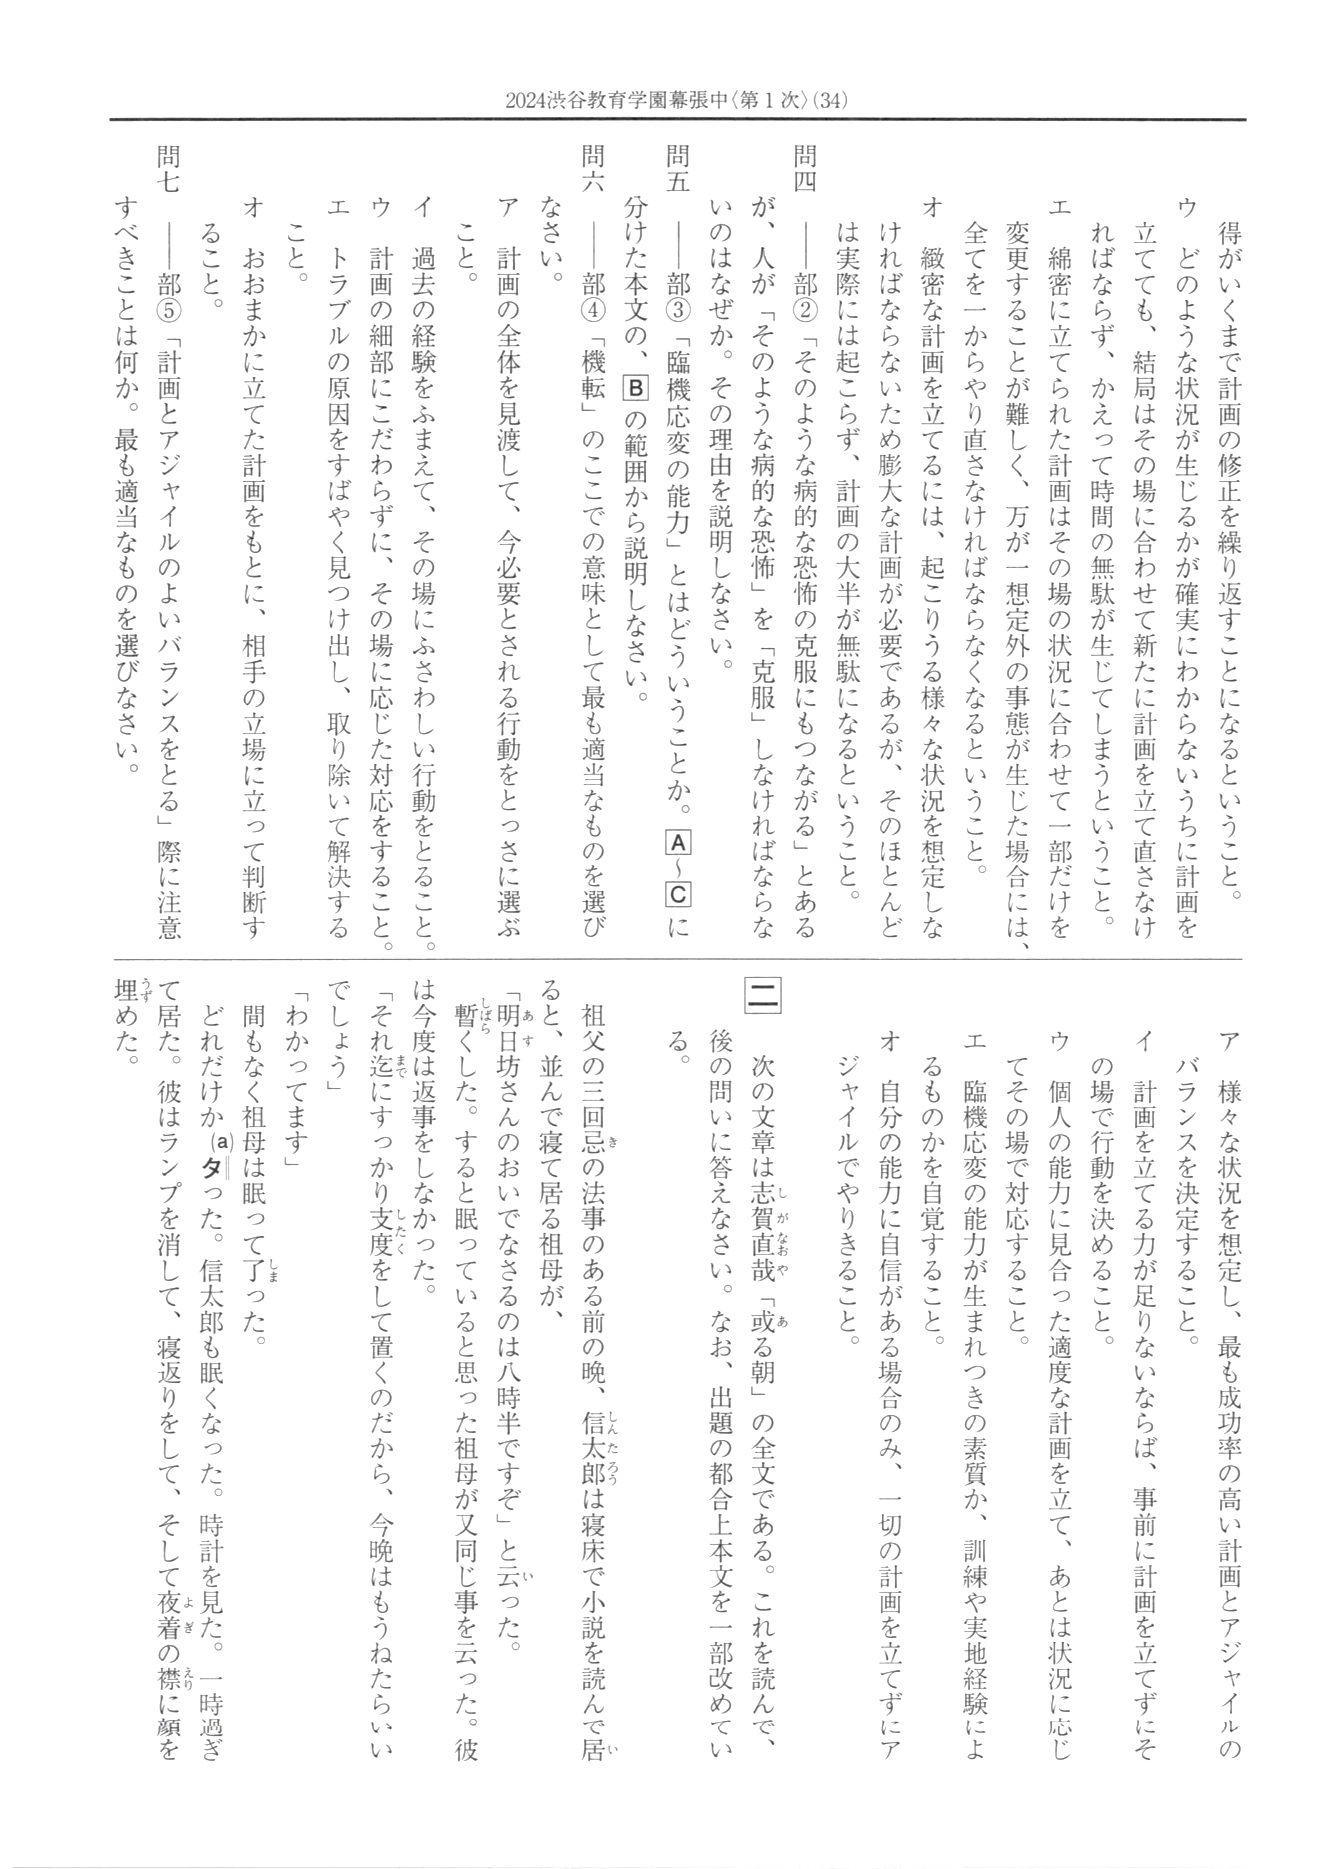 2024渋谷教育学園幕張中〈第1次〉(34)
得がいくまで計画の修正を繰り返すことになるということ。
ウ　どのような状況が生じるかが確実にわからないうちに計画を
立てても、結局はその場に合わせて新たに計画を立て直さなけ
ればならず、かえって時間の無駄が生じてしまうということ。
エ　綿密に立てられた計画はその場の状況に合わせて一部だけを
変更することが難しく、万が一想定外の事態が生じた場合には、
全てを一からやり直さなければならなくなるということ。
オ　緻密な計画を立てるには、起こりうる様々な状況を想定しな
ければならないため膨大な計画が必要であるが、そのほとんど
は実際には起こらず、計画の大半が無駄になるということ。
問四　――部②「そのような病的な恐怖の克服にもつながる」とある
が、人が「そのような病的な恐怖」を「克服」しなければならな
いのはなぜか。その理由を説明しなさい。
問五　――部③「臨機応変の能力」とはどういうことか。A～Cに
分けた本文の、Bの範囲から説明しなさい。
問六　――部④「機転」のここでの意味として最も適当なものを選び
なさい。
ア　計画の全体を見渡して、今必要とされる行動をとっさに選ぶ
こと。
イ　過去の経験をふまえて、その場にふさわしい行動をとること。
ウ　計画の細部にこだわらずに、その場に応じた対応をすること。
エ　トラブルの原因をすばやく見つけ出し、取り除いて解決する
こと。
オ　おおまかに立てた計画をもとに、相手の立場に立って判断す
ること。
問七　――部⑤「計画とアジャイルのよいバランスをとる」際に注意
すべきことは何か。最も適当なものを選びなさい。
ア　様々な状況を想定し、最も成功率の高い計画とアジャイルの
バランスを決定すること。
イ　計画を立てる力が足りないならば、事前に計画を立てずにそ
の場で行動を決めること。
ウ　個人の能力に見合った適度な計画を立て、あとは状況に応じ
てその場で対応すること。
エ　臨機応変の能力が生まれつきの素質か、訓練や実地経験によ
るものかを自覚すること。
オ　自分の能力に自信がある場合のみ、一切の計画を立てずにア
ジャイルでやりきること。
二　次の文章は志賀直哉「或る朝」の全文である。これを読んで、
後の問いに答えなさい。なお、出題の都合上本文を一部改めてい
る。
祖父の三回忌の法事のある前の晩、信太郎は寝床で小説を読んで居
ると、並んで寝て居る祖母が、
「明日坊さんのおいでなさるのは八時半ですぞ」と云った。
暫くした。すると眠っていると思った祖母が又同じ事を云った。彼
は今度は返事をしなかった。
「それ迄にすっかり支度をして置くのだから、今晩はもうねたらいい
でしょう」
「わかってます」
間もなく祖母は眠って了った。
どれだけか(a)タった。信太郎も眠くなった。時計を見た。一時過ぎ
て居た。彼はランプを消して、寝返りをして、そして夜着の襟に顔を
埋めた。